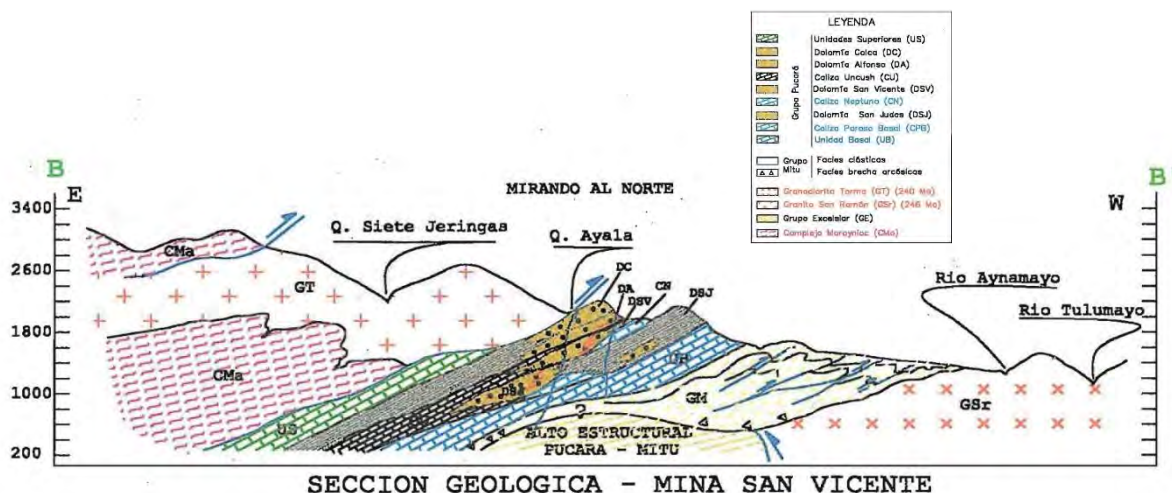 LEYENDA
Unidades Superiores (US)
Dolomía Colca (DC)
Dolomía Alfonso (DA)
Caliza Uncush (CU)
Dolomía San Vicente (DSV)
Caliza Neptuno (CN)
Dolomía San Judas (DSJ)
Caliza Paraso Basal (CPB)
Unidad Basal (UB)
Grupo Pucará
Grupo Mitu
Facies clásticas
Facies brecha arcósicas
Granodiorita Tarma (GT) (240 Ma)
Granito San Ramón (GSr) (246 Ma)
Grupo Excelsior (GE)
Complejo Maraynioc (CMa)
B
B
E
W
MIRANDO AL NORTE
3400
2600
1800
1000
200
Q. Siete Jeringas
Q. Ayala
Rio Aynamayo
Rio Tulumayo
CMa
GT
DC
DA
DSV
CN
DSJ
CMa
UB
US
GM
GSr
?
ALTO ESTRUCTURAL
PUCARA - MITU
SECCION GEOLOGICA - MINA SAN VICENTE